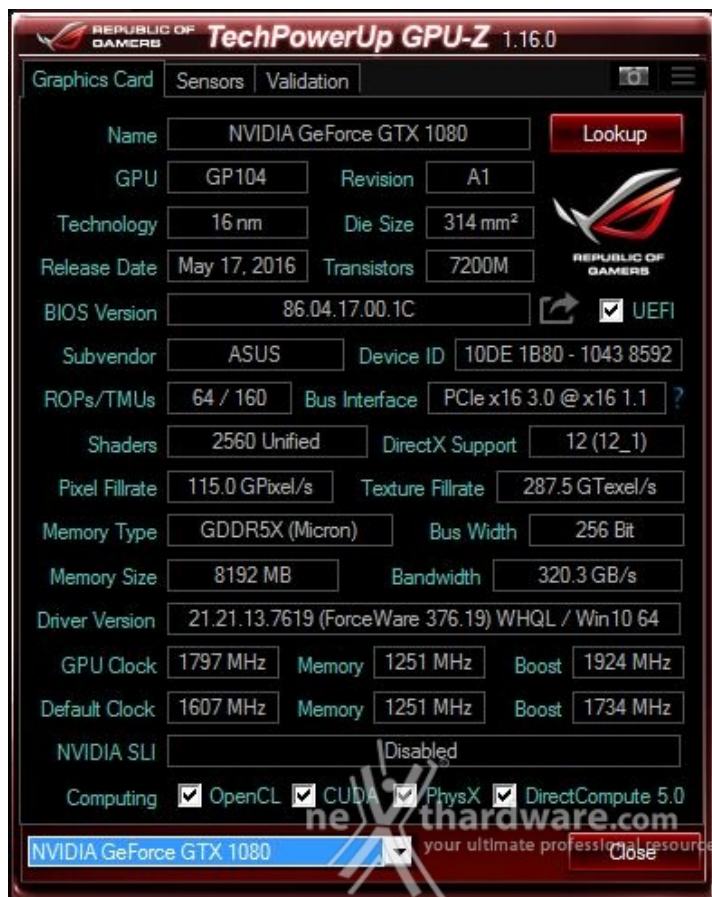 REPUBLIC OF GAMERS TechPowerUp GPU-Z 1.16.0
Graphics Card Sensors Validation
Name NVIDIA GeForce GTX 1080 Lookup
GPU GP104 Revision A1
Technology 16 nm Die Size 314 mm²
REPUBLIC OF
GAMERS
Release Date May 17, 2016 Transistors 7200M
BIOS Version 86.04.17.00.1C UEFI
Subvendor ASUS Device ID 10DE 1B80 - 1043 8592
ROPs/TMUs 64 / 160 Bus Interface PCIe x16 3.0 @ x16 1.1 ?
Shaders 2560 Unified DirectX Support 12 (12_1)
Pixel Fillrate 115.0 GPixel/s Texture Fillrate 287.5 GTexel/s
Memory Type GDDR5X (Micron) Bus Width 256 Bit
Memory Size 8192 MB Bandwidth 320.3 GB/s
Driver Version 21.21.13.7619 (ForceWare 376.19) WHQL / Win10 64
GPU Clock 1797 MHz Memory 1251 MHz Boost 1924 MHz
Default Clock 1607 MHz Memory 1251 MHz Boost 1734 MHz
NVIDIA SLI Disabled
Computing OpenCL CUDA PhysX DirectCompute 5.0
nexthardware.com
your ultimate professional resource
NVIDIA GeForce GTX 1080 Close